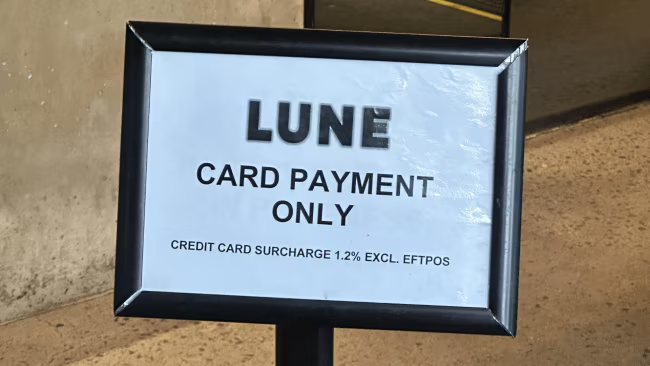 LUNE
CARD PAYMENT
ONLY
CREDIT CARD SURCHARGE 1.2% EXCL. EFTPOS